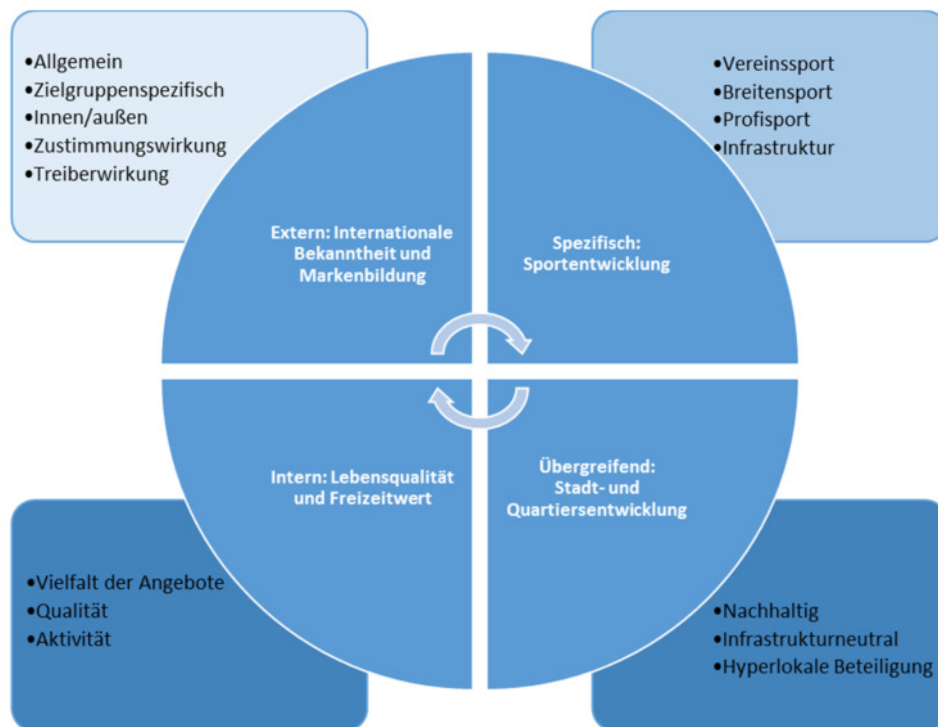 •Allgemein
•Zielgruppenspezifisch
•Innen/außen
•Zustimmungswirkung
•Treiberwirkung
•Vereinssport
•Breitensport
•Profisport
•Infrastruktur
Extern: Internationale
Bekanntheit und
Markenbildung
Spezifisch:
Sportentwicklung
Intern: Lebensqualität
und Freizeitwert
Übergreifend:
Stadt- und
Quartiersentwicklung
•Vielfalt der Angebote
•Qualität
•Aktivität
•Nachhaltig
•Infrastrukturneutral
•Hyperlokale Beteiligung